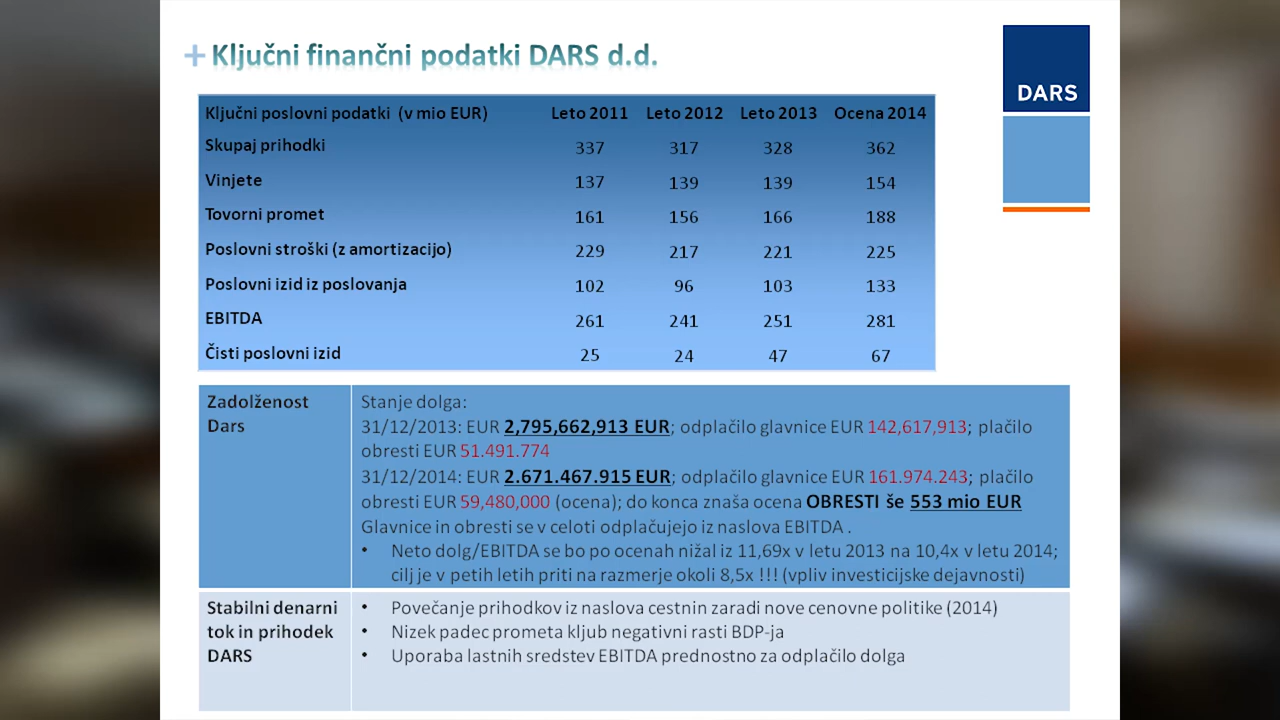 + Ključni finančni podatki DARS d.d.
DARS
Ključni poslovni podatki (v mio EUR) Leto 2011 Leto 2012 Leto 2013 Ocena 2014
Skupaj prihodki 337 317 328 362
Vinjete 137 139 139 154
Tovorni promet 161 156 166 188
Poslovni stroški (z amortizacijo) 229 217 221 225
Poslovni izid iz poslovanja 102 96 103 133
EBITDA 261 241 251 281
Čisti poslovni izid 25 24 47 67
Zadolženost
Dars
Stanje dolga:
31/12/2013: EUR 2,795,662,913 EUR; odplačilo glavnice EUR 142,617,913; plačilo
obresti EUR 51.491.774
31/12/2014: EUR 2.671.467.915 EUR; odplačilo glavnice EUR 161.974.243; plačilo
obresti EUR 59,480,000 (ocena); do konca znaša ocena OBRESTI še 553 mio EUR
Glavnice in obresti se v celoti odplačujejo iz naslova EBITDA .
• Neto dolg/EBITDA se bo po ocenah nižal iz 11,69x v letu 2013 na 10,4x v letu 2014;
cilj je v petih letih priti na razmerje okoli 8,5x !!! (vpliv investicijske dejavnosti)
Stabilni denarni
tok in prihodek
DARS
• Povečanje prihodkov iz naslova cestnin zaradi nove cenovne politike (2014)
• Nizek padec prometa kljub negativni rasti BDP-ja
• Uporaba lastnih sredstev EBITDA prednostno za odplačilo dolga